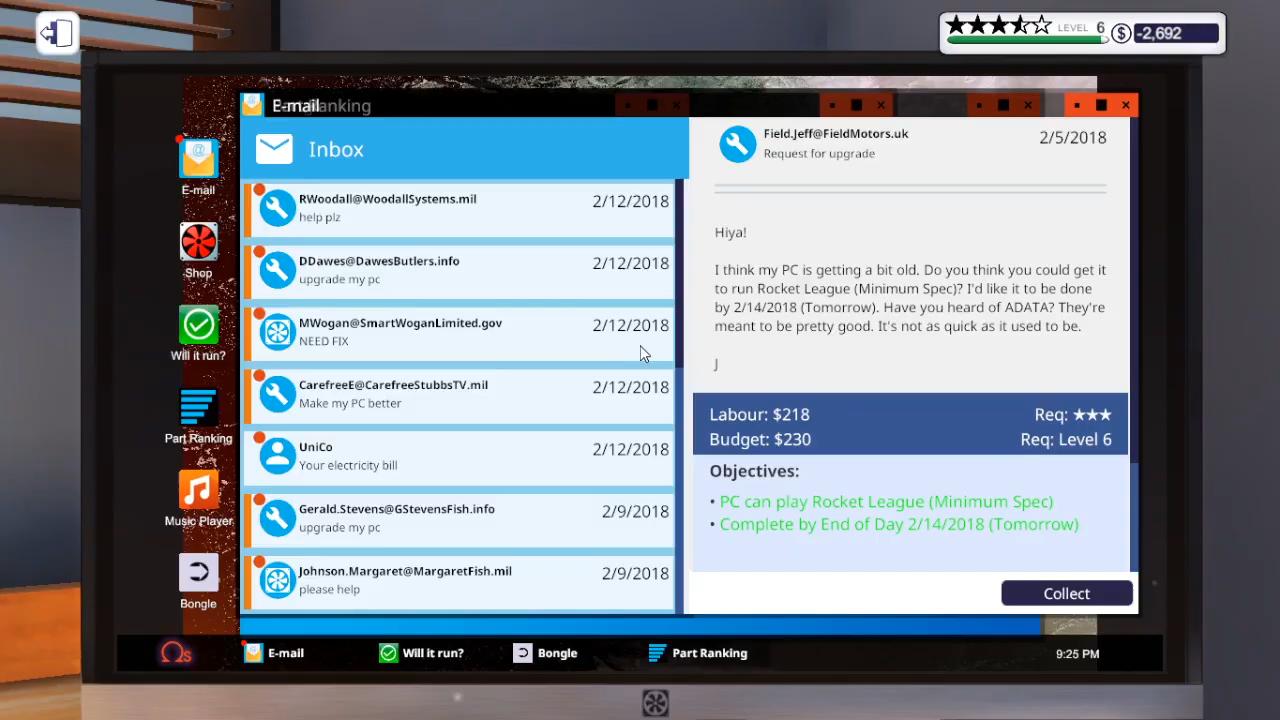 LEVEL 6
$ -2,692
E-mail
Ranking
Inbox
RWoodall@WoodallSystems.mil 2/12/2018
help plz
DDawes@DawesButlers.info 2/12/2018
upgrade my pc
MWogan@SmartWoganLimited.gov 2/12/2018
NEED FIX
CarefreeE@CarefreeStubbsTV.mil 2/12/2018
Make my PC better
UniCo 2/12/2018
Your electricity bill
Gerald.Stevens@GStevensFish.info 2/9/2018
upgrade my pc
Johnson.Margaret@MargaretFish.mil 2/9/2018
please help
Field.Jeff@FieldMotors.uk 2/5/2018
Request for upgrade
Hiya!
I think my PC is getting a bit old. Do you think you could get it
to run Rocket League (Minimum Spec)? I'd like it to be done
by 2/14/2018 (Tomorrow). Have you heard of ADATA? They're
meant to be pretty good. It's not as quick as it used to be.
J
Labour: $218 Req: ★★★
Budget: $230 Req: Level 6
Objectives:
• PC can play Rocket League (Minimum Spec)
• Complete by End of Day 2/14/2018 (Tomorrow)
Collect
E-mail
Shop
Will it run?
Part Ranking
Music Player
Bongle
Ωs E-mail Will it run? Bongle Part Ranking 9:25 PM